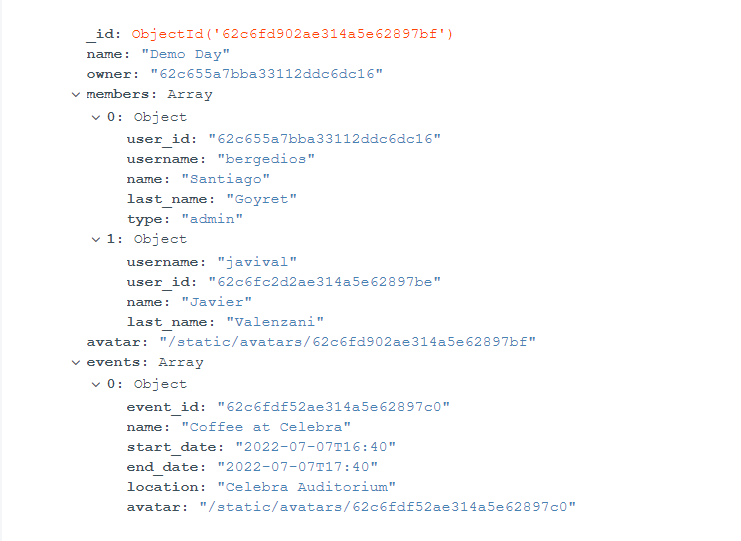 _id: ObjectId('62c6fd902ae314a5e62897bf')
name: "Demo Day"
owner: "62c655a7bba33112ddc6dc16"
members: Array
0: Object
user_id: "62c655a7bba33112ddc6dc16"
username: "bergedios"
name: "Santiago"
last_name: "Goyret"
type: "admin"
1: Object
username: "javival"
user_id: "62c6fc2d2ae314a5e62897be"
name: "Javier"
last_name: "Valenzani"
avatar: "/static/avatars/62c6fd902ae314a5e62897bf"
events: Array
0: Object
event_id: "62c6fdf52ae314a5e62897c0"
name: "Coffee at Celebra"
start_date: "2022-07-07T16:40"
end_date: "2022-07-07T17:40"
location: "Celebra Auditorium"
avatar: "/static/avatars/62c6fdf52ae314a5e62897c0"